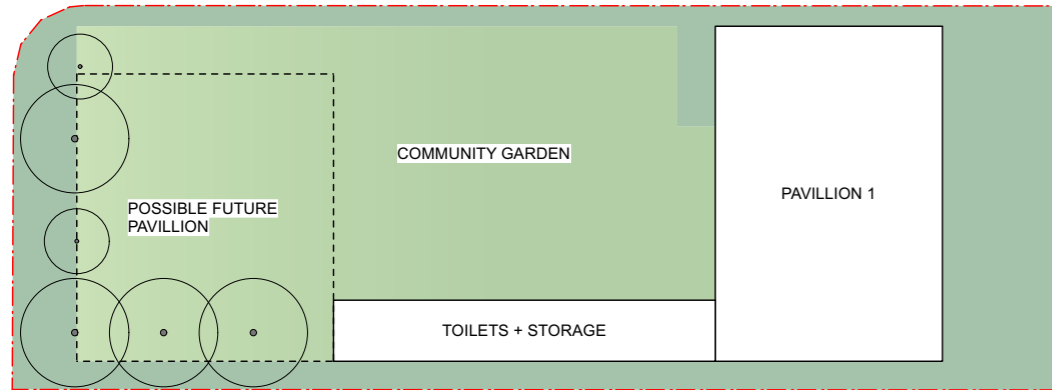 COMMUNITY GARDEN
PAVILLION 1
POSSIBLE FUTURE
PAVILLION
TOILETS + STORAGE